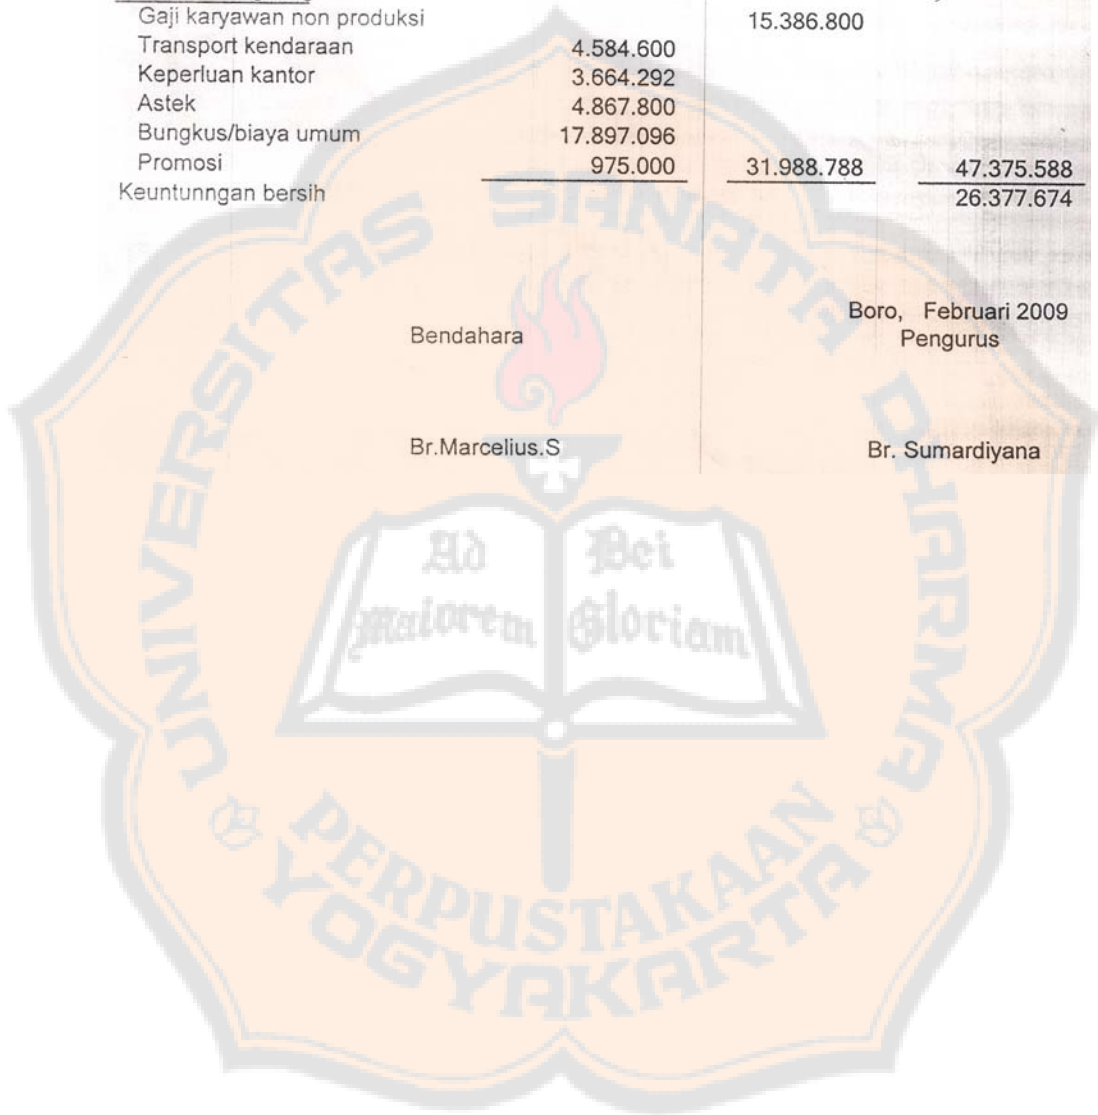 Gaji karyawan non produksi 15.386.800
Transport kendaraan 4.584.600
Keperluan kantor 3.664.292
Astek 4.867.800
Bungkus/biaya umum 17.897.096
Promosi 975.000 31.988.788 47.375.588
Keuntunngan bersih 26.377.674
Boro, Februari 2009
Bendahara Pengurus
Br.Marcelius.S Br. Sumardiyana
UNIVERSITAS SANATA DHARMA
Ad Dei
Maiorem Gloriam
PERPUSTAKAAN
YOGYAKARTA